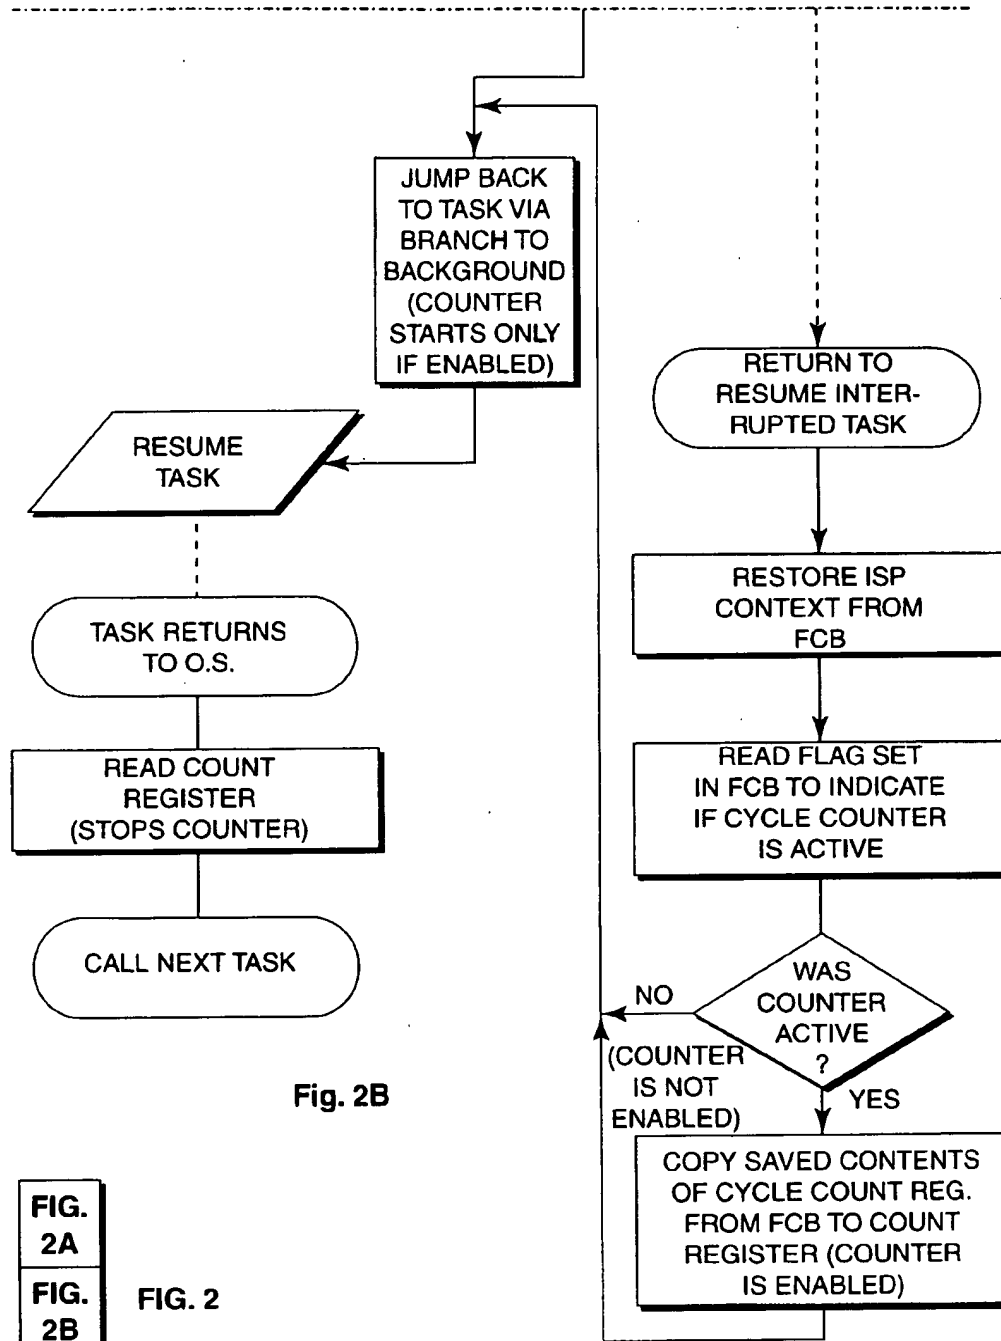 JUMP BACK
TO TASK VIA
BRANCH TO
BACKGROUND
(COUNTER
STARTS ONLY
IF ENABLED)
RESUME
TASK
TASK RETURNS
TO O.S.
READ COUNT
REGISTER
(STOPS COUNTER)
CALL NEXT TASK
RETURN TO
RESUME INTER-
RUPTED TASK
RESTORE ISP
CONTEXT FROM
FCB
READ FLAG SET
IN FCB TO INDICATE
IF CYCLE COUNTER
IS ACTIVE
WAS
COUNTER
ACTIVE
?
NO
(COUNTER
IS NOT
ENABLED)
YES
COPY SAVED CONTENTS
OF CYCLE COUNT REG.
FROM FCB TO COUNT
REGISTER (COUNTER
IS ENABLED)
Fig. 2B
FIG.
2A
FIG.
2B
FIG. 2